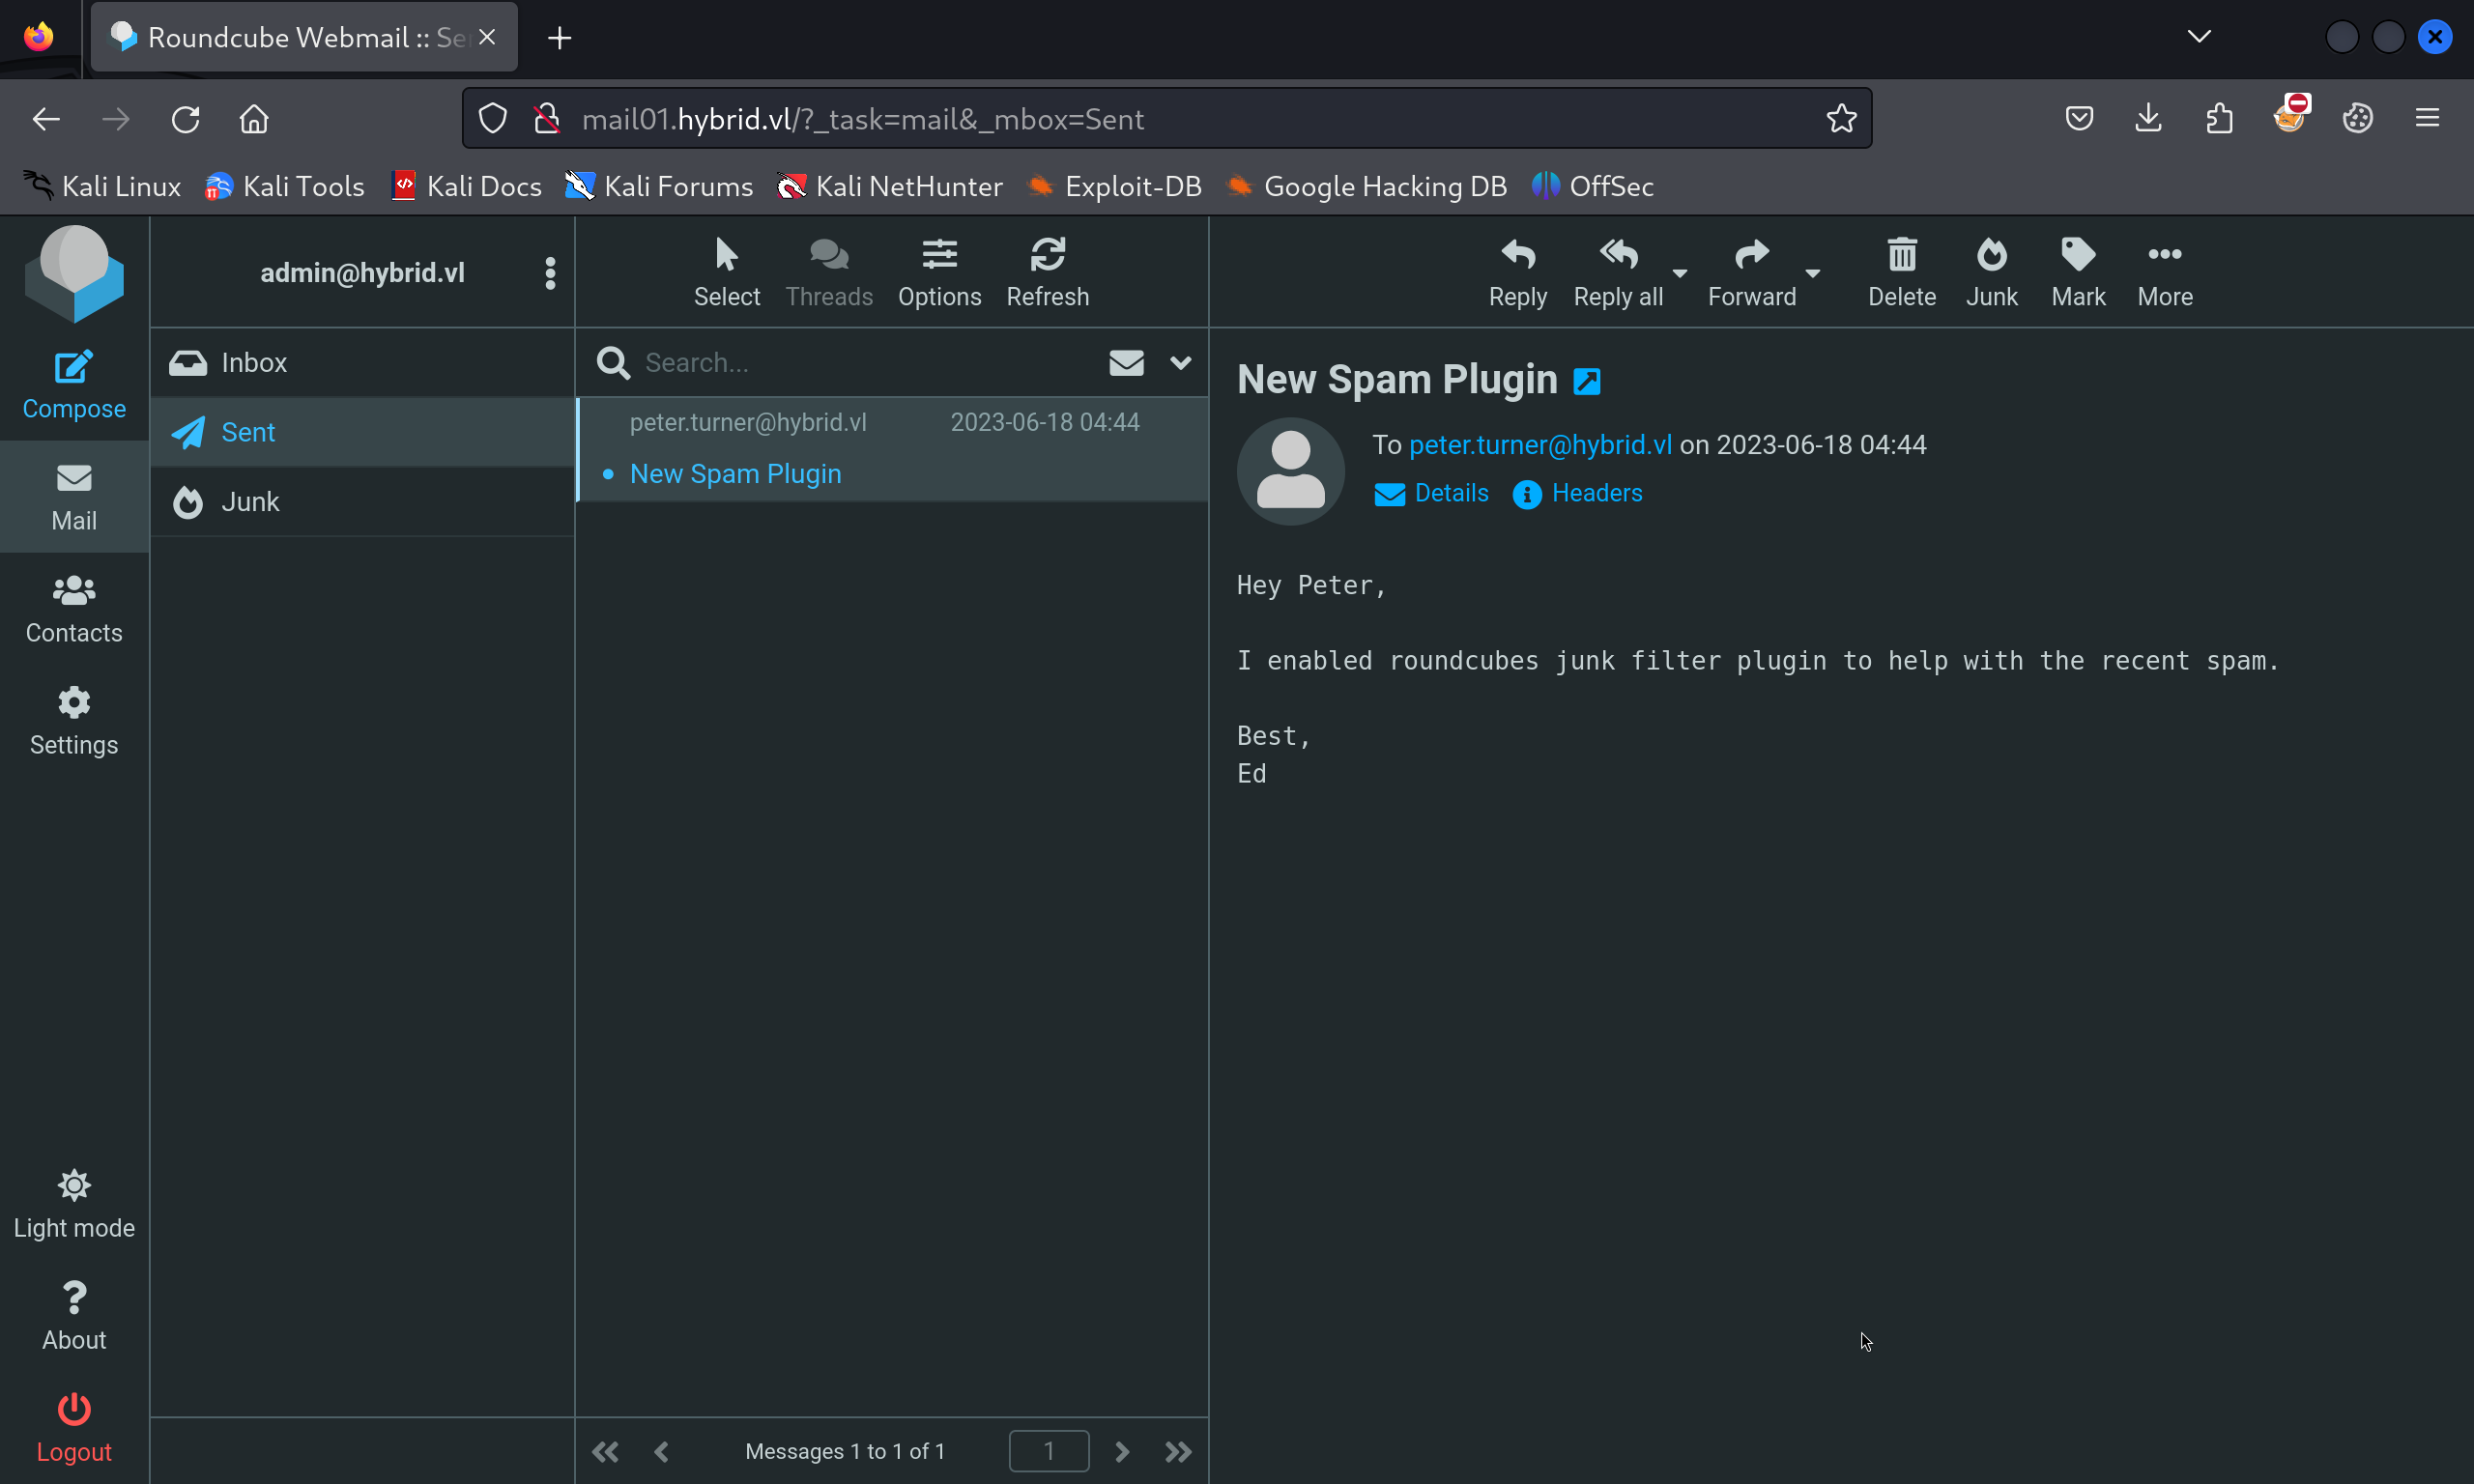 Roundcube Webmail :: Se
mail01.hybrid.vl/?_task=mail&_mbox=Sent
Kali Linux Kali Tools Kali Docs Kali Forums Kali NetHunter Exploit-DB Google Hacking DB OffSec
admin@hybrid.vl
Select Threads Options Refresh
Reply Reply all Forward Delete Junk Mark More
Compose
Mail
Contacts
Settings
Light mode
About
Logout
Inbox
Sent
Junk
Search...
peter.turner@hybrid.vl 2023-06-18 04:44
New Spam Plugin
Messages 1 to 1 of 1 1
New Spam Plugin
To peter.turner@hybrid.vl on 2023-06-18 04:44
Details Headers
Hey Peter,
I enabled roundcubes junk filter plugin to help with the recent spam.
Best,
Ed